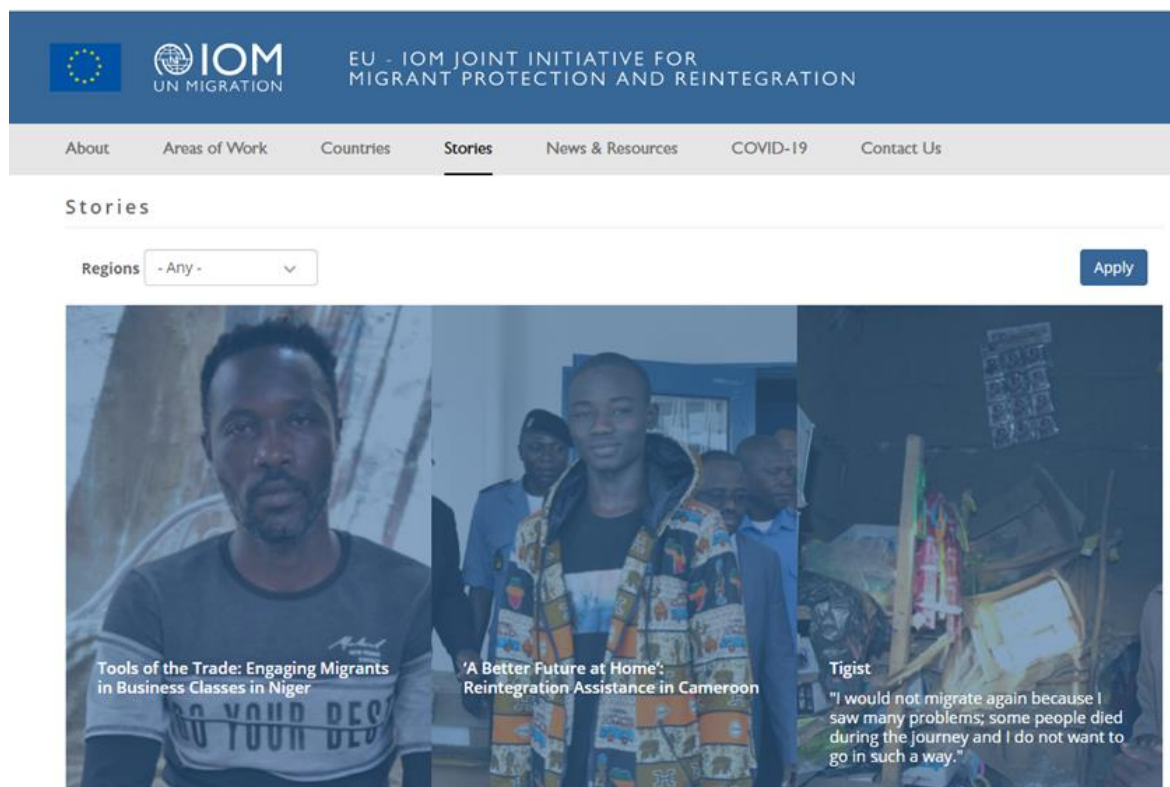 IOM
UN MIGRATION
EU - IOM JOINT INITIATIVE FOR
MIGRANT PROTECTION AND REINTEGRATION
About
Areas of Work
Countries
Stories
News & Resources
COVID-19
Contact Us
Stories
Regions
- Any -
Apply
Tools of the Trade: Engaging Migrants
in Business Classes in Niger
DO YOUR BEST
'A Better Future at Home':
Reintegration Assistance in Cameroon
Tigist
"I would not migrate again because I
saw many problems; some people died
during the journey and I do not want to
go in such a way."